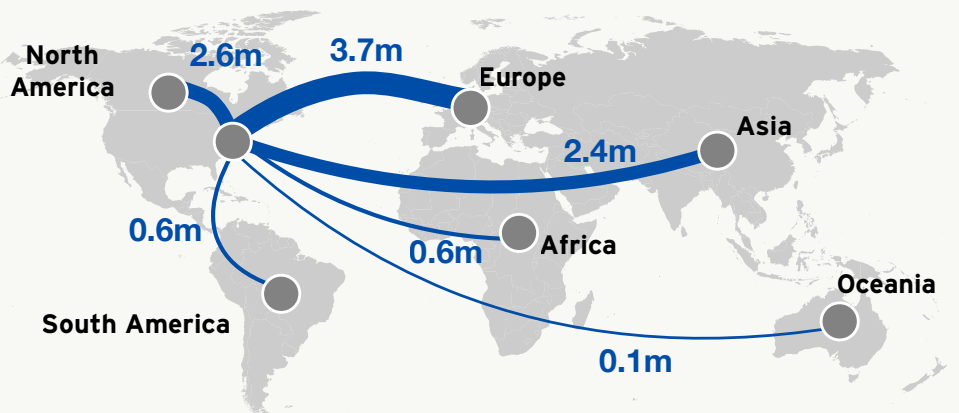 North
America
2.6m
3.7m
Europe
Asia
2.4m
0.6m
0.6m
Africa
Oceania
South America
0.1m